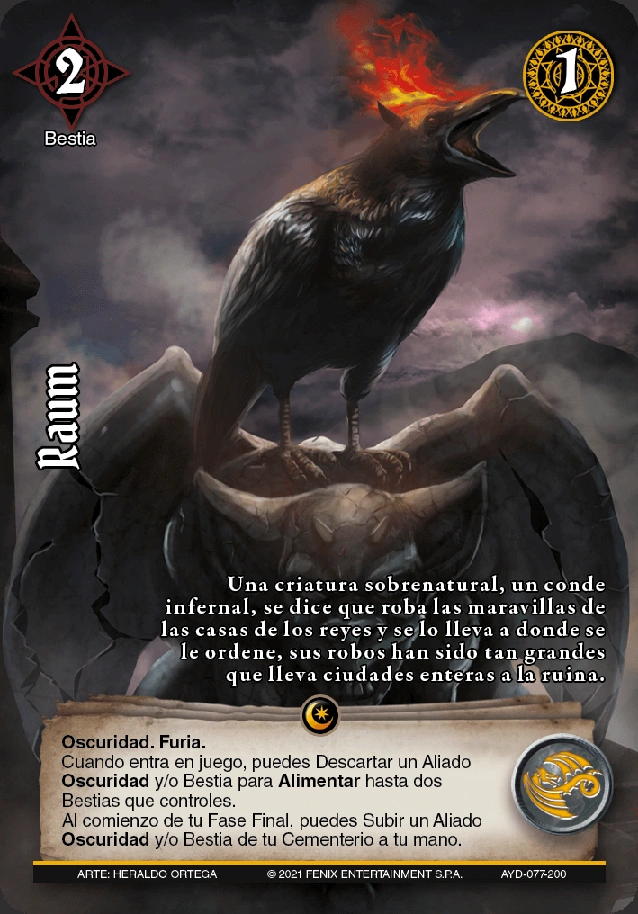 2
1
Bestia
Raum
Una criatura sobrenatural, un conde
infernal, se dice que roba las maravillas de
las casas de los reyes y se lo lleva a donde se
le ordene, sus robos han sido tan grandes
que lleva ciudades enteras a la ruina.
Oscuridad. Furia.
Cuando entra en juego, puedes Descartar un Aliado
Oscuridad y/o Bestia para Alimentar hasta dos
Bestias que controles.
Al comienzo de tu Fase Final, puedes Subir un Aliado
Oscuridad y/o Bestia de tu Cementerio a tu mano.
ARTE: HERALDO ORTEGA © 2021 FENIX ENTERTAINMENT S.P.A. AYD-077-200